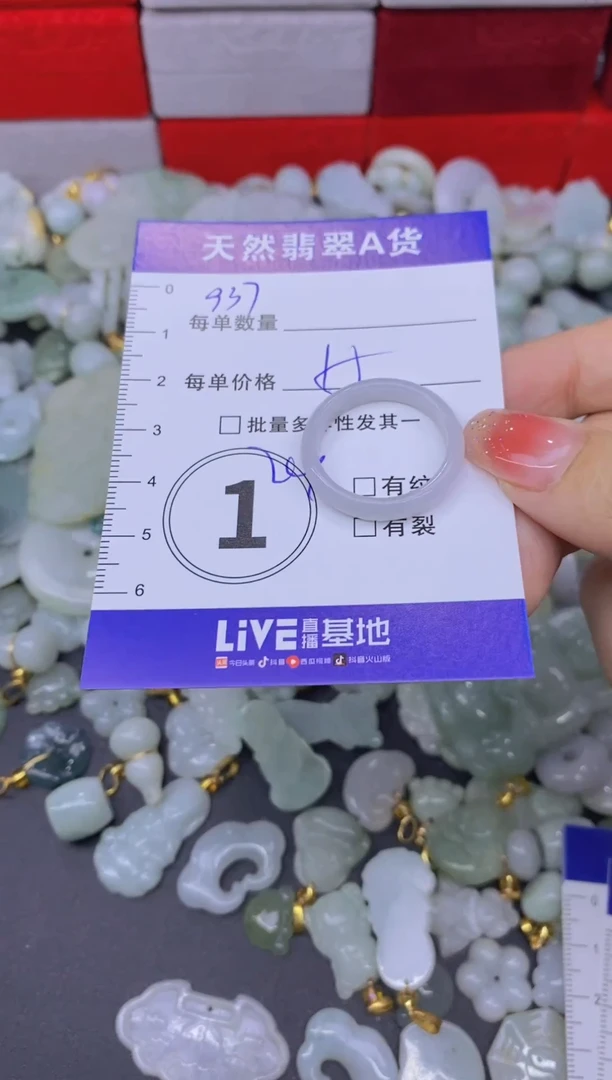 天然翡翠A货
0
937
每单数量
1
2
每单价格
3
批量多 性发其一
4
1
有纹
5
有裂
6
LiVE直播基地
今日头条 抖音 西瓜视频 抖音火山版
0
1
2